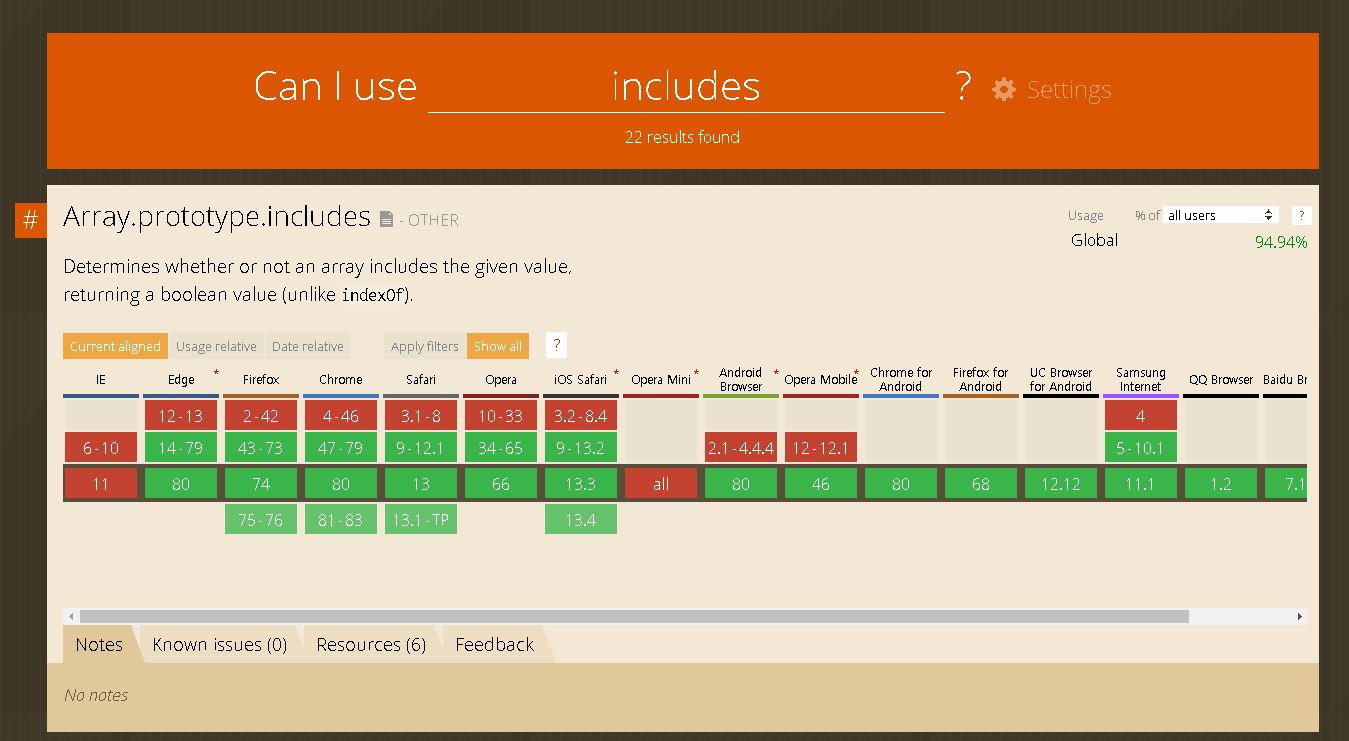 Can I use includes ? Settings
22 results found
# Array.prototype.includes - OTHER
Usage % of all users ?
Global 94.94%
Determines whether or not an array includes the given value,
returning a boolean value (unlike indexOf).
Current aligned Usage relative Date relative Apply filters Show all ?
IE Edge * Firefox Chrome Safari Opera iOS Safari * Opera Mini * Android Browser * Opera Mobile * Chrome for Android Firefox for Android UC Browser for Android Samsung Internet QQ Browser Baidu Br
12-13 2-42 4-46 3.1-8 10-33 3.2-8.4 4
6-10 14-79 43-73 47-79 9-12.1 34-65 9-13.2 2.1-4.4.4 12-12.1 5-10.1
11 80 74 80 13 66 13.3 all 80 46 80 68 12.12 11.1 1.2 7.1
75-76 81-83 13.1-TP 13.4
Notes Known issues (0) Resources (6) Feedback
No notes